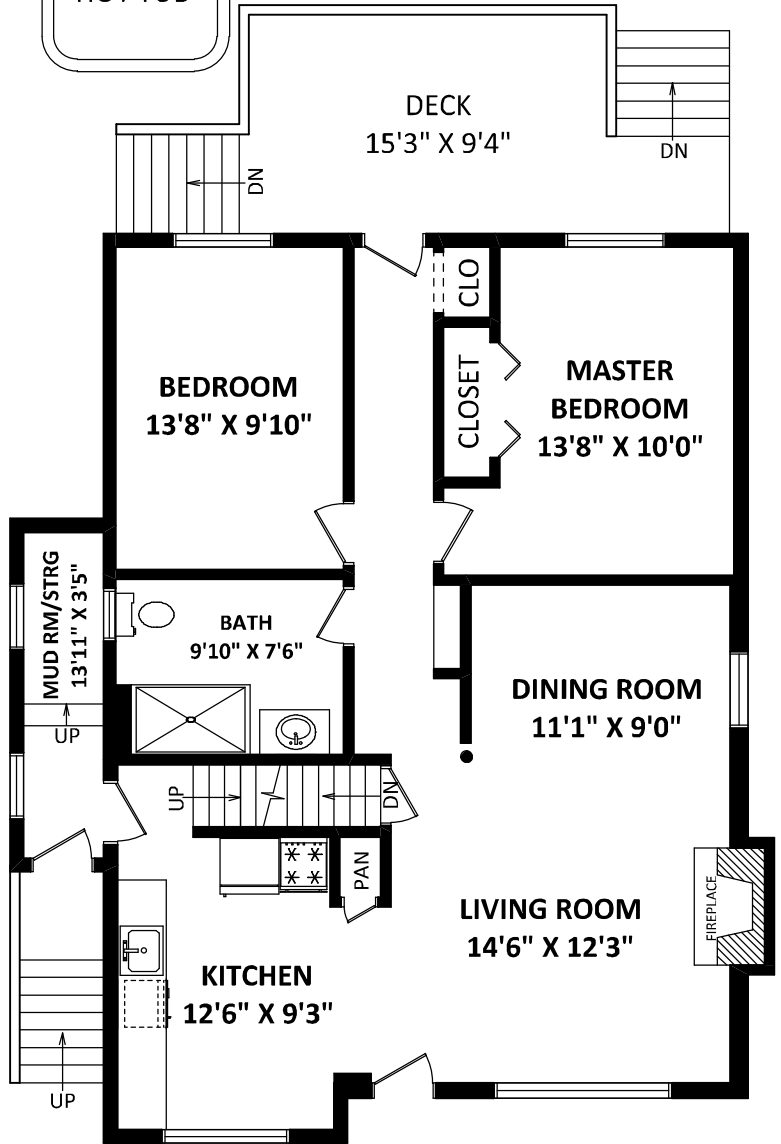 HOT TUB
DECK
15'3" X 9'4"
DN
DN
CLO
CLOSET
BEDROOM
13'8" X 9'10"
MASTER
BEDROOM
13'8" X 10'0"
MUD RM/STRG
13'11" X 3'5"
UP
BATH
9'10" X 7'6"
DINING ROOM
11'1" X 9'0"
UP
DN
PAN
FIREPLACE
LIVING ROOM
14'6" X 12'3"
KITCHEN
12'6" X 9'3"
UP